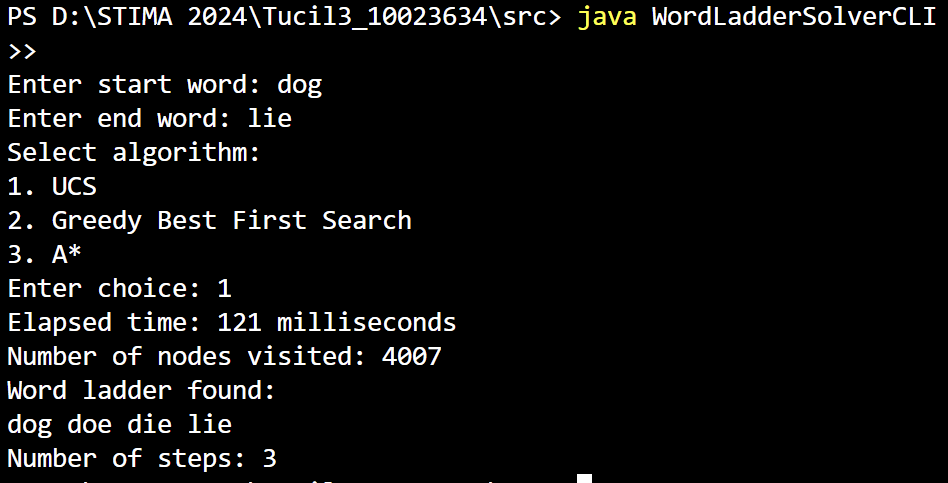 PS D:\STIMA 2024\Tucil3_10023634\src> java WordLadderSolverCLI
>>
Enter start word: dog
Enter end word: lie
Select algorithm:
1. UCS
2. Greedy Best First Search
3. A*
Enter choice: 1
Elapsed time: 121 milliseconds
Number of nodes visited: 4007
Word ladder found:
dog doe die lie
Number of steps: 3